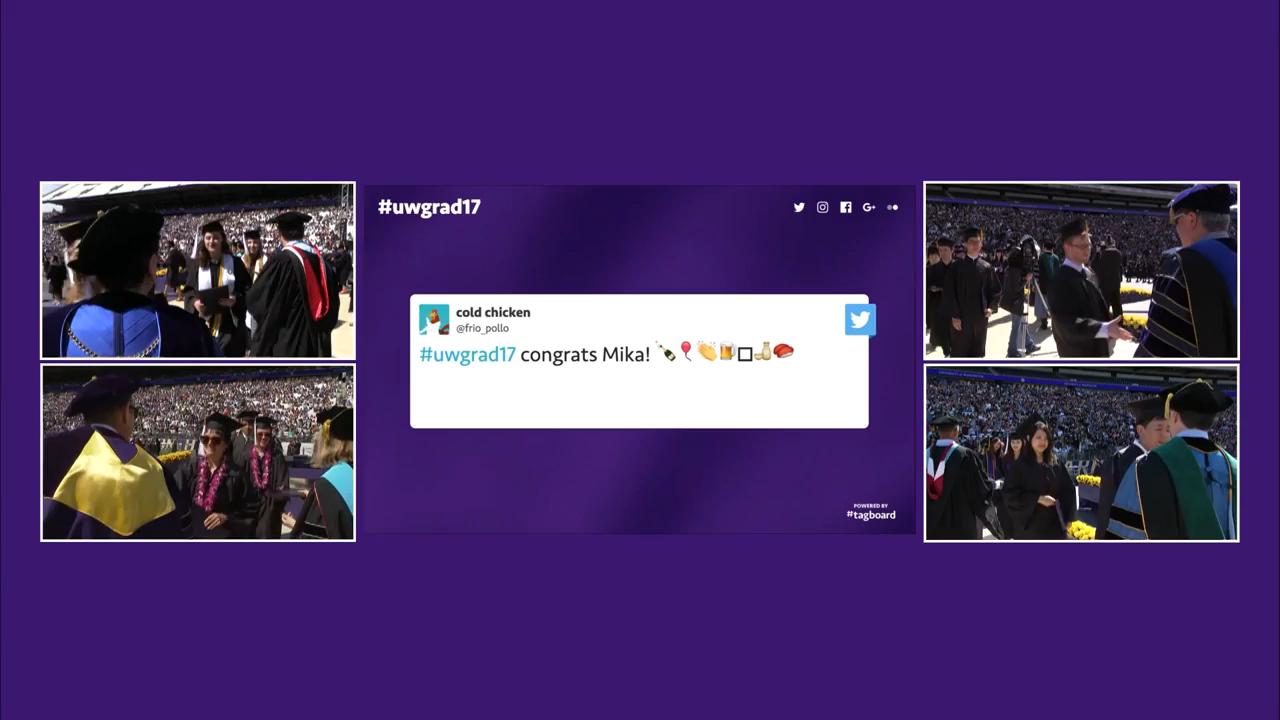 #uwgrad17
cold chicken
@frio_pollo
#uwgrad17 congrats Mika! 🍾🎈👏🍺□🍶🍣
POWERED BY
#tagboard